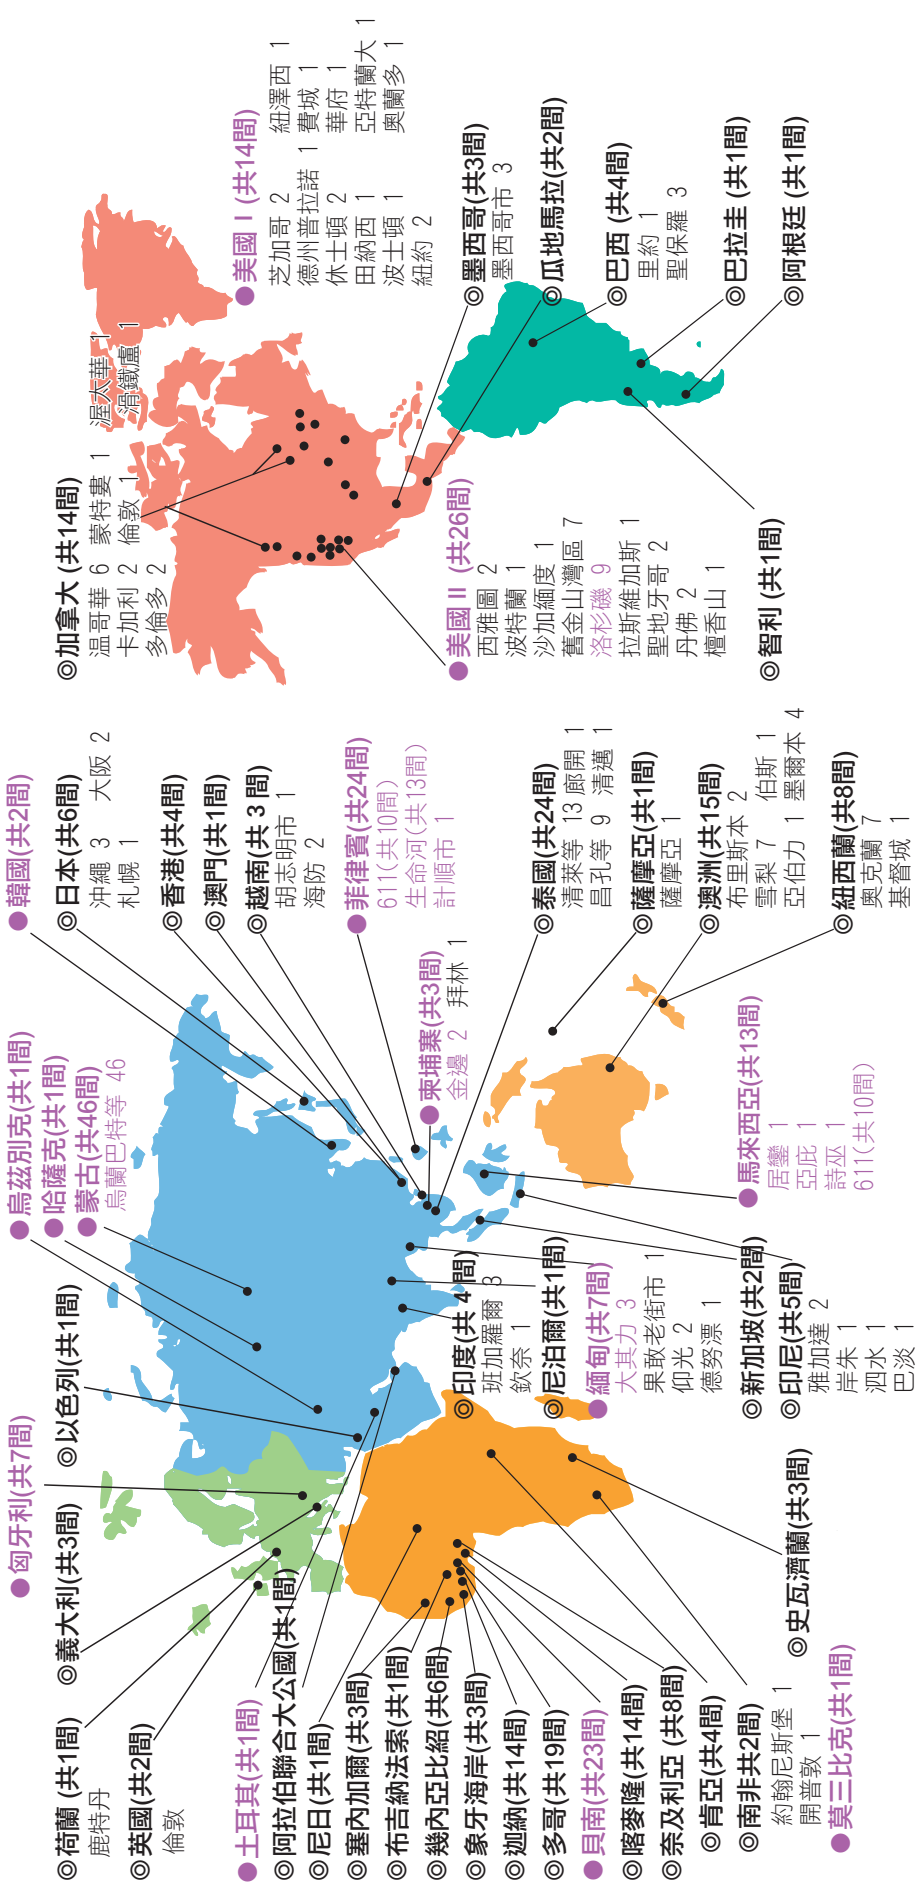 ●匈牙利(共7間)
◎義大利(共3間)
◎荷蘭 (共1間)
鹿特丹
◎英國(共2間)
倫敦
●土耳其(共1間)
◎阿拉伯聯合大公國(共1間)
◎尼日(共1間)
◎塞內加爾(共3間)
◎布吉納法索(共1間)
◎幾內亞比紹(共6間)
◎象牙海岸(共3間)
◎迦納(共14間)
◎多哥(共19間)
●貝南(共23間)
◎喀麥隆(共14間)
◎奈及利亞 (共8間)
◎肯亞(共4間)
◎南非共2間)
約翰尼斯堡 1
開普敦 1
●莫三比克(共1間)
◎史瓦濟蘭(共3間)
●烏茲別克(共1間)
●哈薩克(共1間)
●蒙古(共46間)
烏蘭巴特等 46
◎以色列(共1間)
◎印度(共 4 間)
班加羅爾 3
欽奈 1
◎尼泊爾(共1間)
●緬甸(共7間)
大其力 3
果敢老街市 1
仰光 2
德努漂 1
◎新加坡(共2間)
◎印尼(共5間)
雅加達 2
岸朱 1
泗水 1
巴淡 1
●韓國(共2間)
◎日本(共6間)
沖繩 3 大阪 2
札幌 1
◎香港(共4間)
◎澳門(共1間)
◎越南(共 3 間)
胡志明市 1
海防 2
●菲律賓(共24間)
611(共10間)
生命河(共13間)
計順市 1
●柬埔寨(共3間)
金邊 2 拜林 1
◎泰國(共24間)
清萊等 13 廊開 1
昌孔等 9 清邁 1
◎薩摩亞(共1間)
薩摩亞 1
◎澳洲(共15間)
布里斯本 2
雪梨 7 伯斯 1
亞伯力 1 墨爾本 4
●馬來西亞(共13間)
居鑾 1
亞庇 1
詩巫 1
611(共10間)
◎紐西蘭(共8間)
奧克蘭 7
基督城 1
◎加拿大 (共14間)
温哥華 6 蒙特婁 1 渥太華 1
卡加利 2 倫敦 1 滑鐵盧 1
多倫多 2
●美國 I (共14間)
芝加哥 2 紐澤西 1
德州普拉諾 1 費城 1
休士頓 2 華府 1
田納西 1 亞特蘭大 1
波士頓 1 奧蘭多 1
紐約 2
●美國 II (共26間)
西雅圖 2
波特蘭 1
沙加緬度 1
舊金山灣區 7
洛杉磯 9
拉斯維加斯 1
聖地牙哥 2
丹佛 2
檀香山 1
◎墨西哥(共3間)
墨西哥市 3
◎瓜地馬拉(共2間)
◎巴西 (共4間)
里約 1
聖保羅 3
◎巴拉圭 (共1間)
◎阿根廷 (共1間)
◎智利 (共1間)